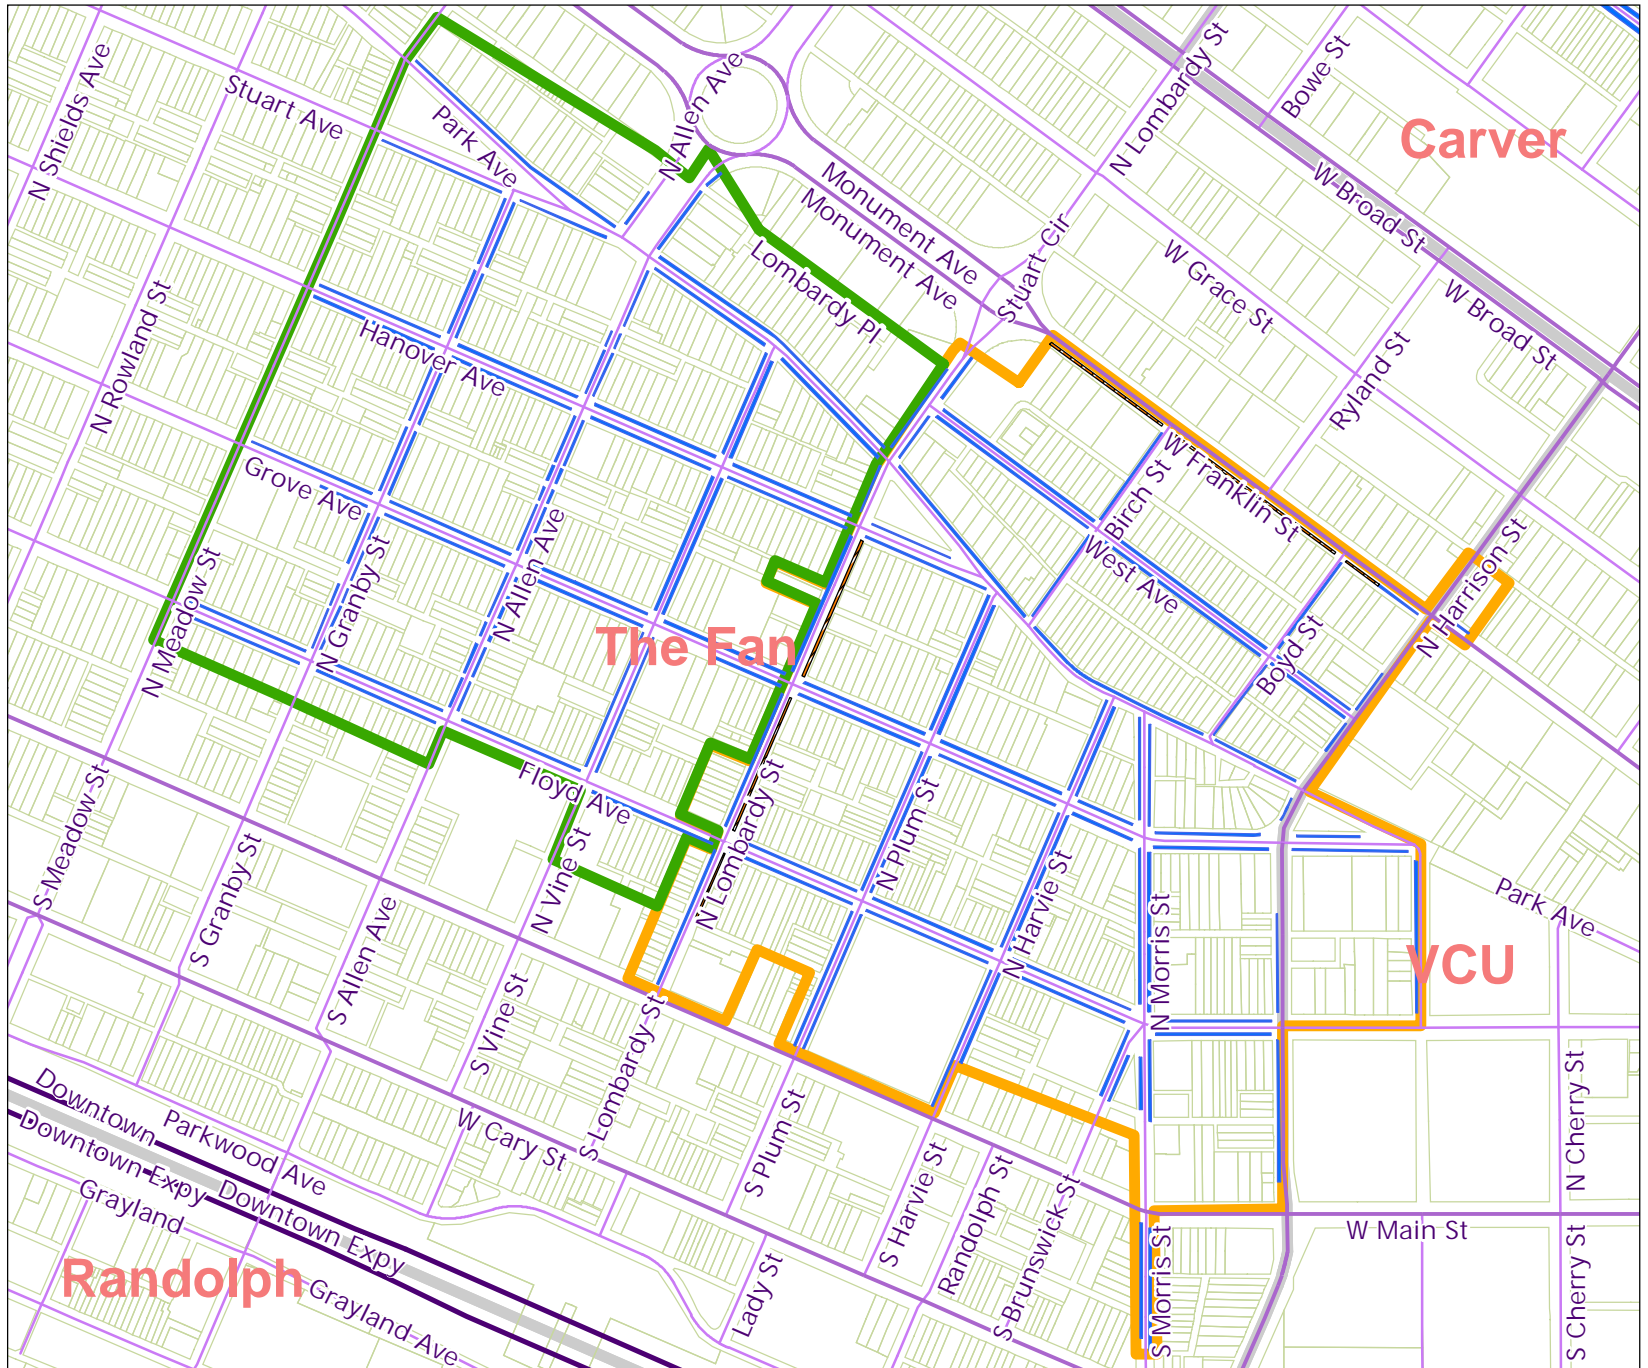 N Shields Ave
Stuart Ave
Park Ave
N Allen Ave
N Lombardy St
Bowe St
Carver
W Broad St
Monument Ave
Monument Ave
Stuart Cir
W Grace St
W Broad St
Lombardy Pl
N Rowland St
Hanover Ave
Ryland St
Grove Ave
W Franklin St
Birch St
West Ave
N Harrison St
N Meadow St
N Granby St
N Allen Ave
The Fan
Boyd St
Floyd Ave
S Meadow St
S Granby St
S Allen Ave
N Vine St
N Lombardy St
N Plum St
N Harvie St
N Morris St
Park Ave
VCU
S Vine St
S Lombardy St
W Cary St
S Plum St
S Harvie St
Randolph St
S Brunswick St
S Morris St
W Main St
N Cherry St
S Cherry St
Downtown
Downtown Expy
Parkwood Ave
Downtown Expy
Grayland
Randolph
Grayland Ave
Lady St